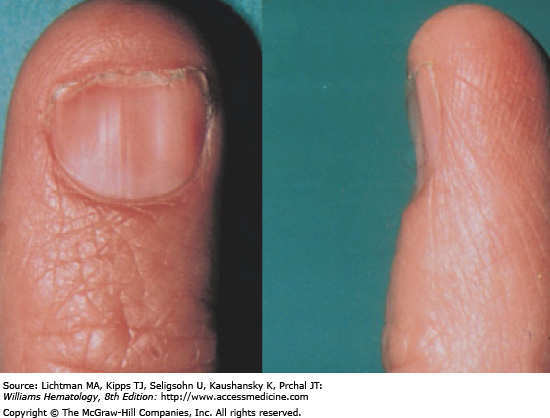 Source: Lichtman MA, Kipps TJ, Seligsohn U, Kaushansky K, Prchal JT:
Williams Hematology, 8th Edition: http://www.accessmedicine.com
Copyright © The McGraw-Hill Companies, Inc. All rights reserved.